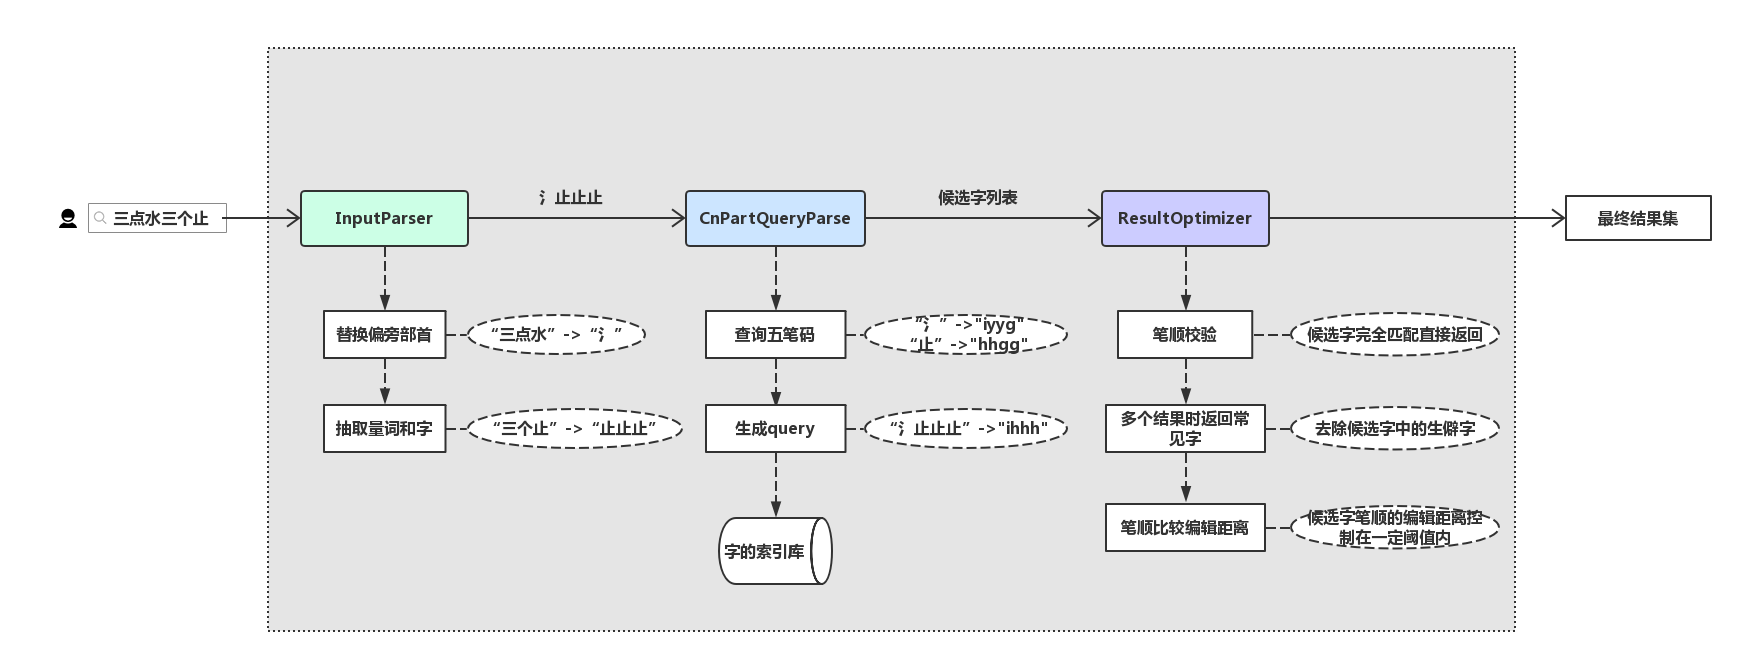 三点水三个止
InputParser
氵止止止
CnPartQueryParse
候选字列表
ResultOptimizer
最终结果集
替换偏旁部首
“三点水”->“氵”
抽取量词和字
“三个止”->“止止止”
查询五笔码
”氵”->"iyyg"
“止”->"hhgg"
生成query
“氵止止止”->"ihhh"
字的索引库
笔顺校验
候选字完全匹配直接返回
多个结果时返回常
见字
去除候选字中的生僻字
笔顺比较编辑距离
候选字笔顺的编辑距离控
制在一定阈值内